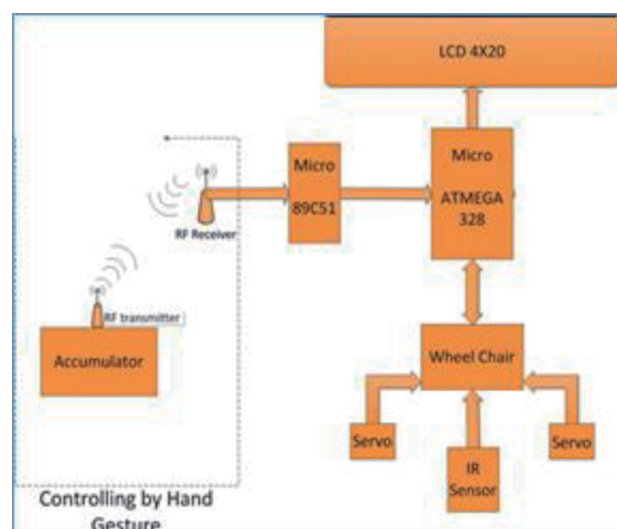 LCD 4X20
Micro
89C51
Micro
ATMEGA
328
RF Receiver
RF transmitter
Accumulator
Wheel Chair
Servo
IR
Sensor
Servo
Controlling by Hand
Gesture